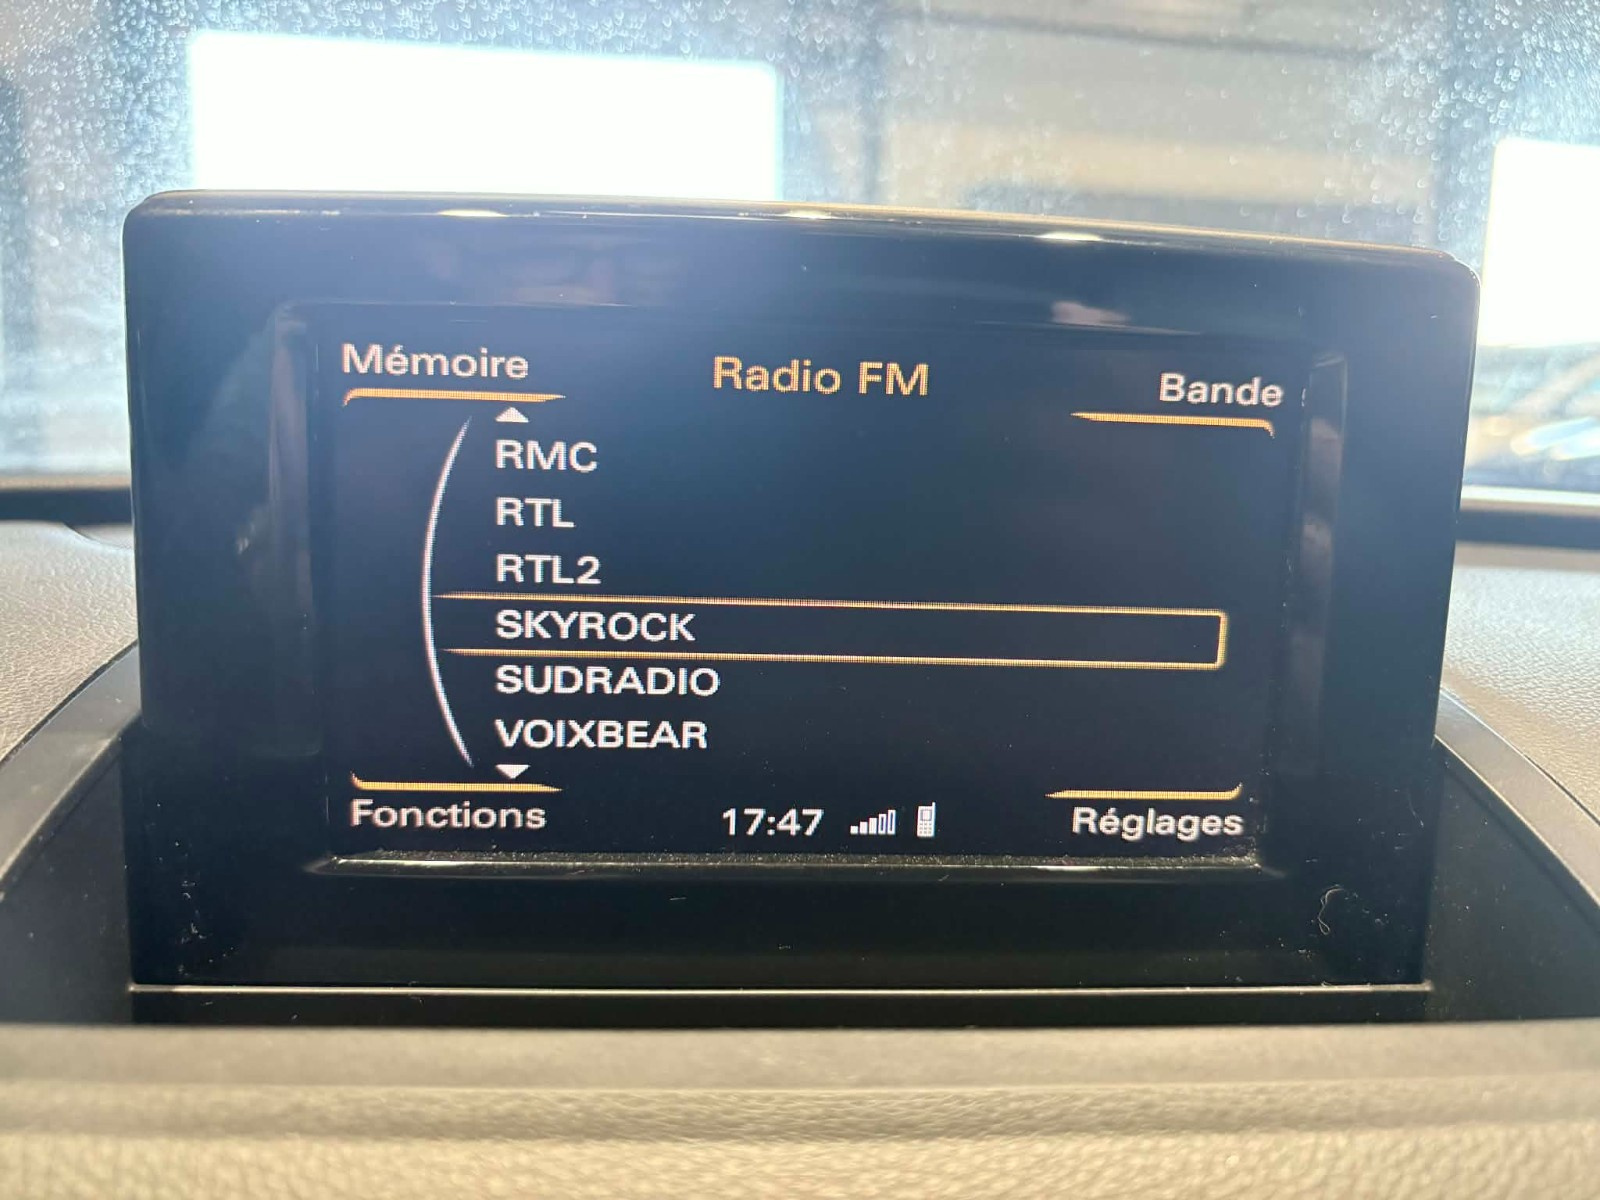 Mémoire
Radio FM
Bande
RMC
RTL
RTL2
SKYROCK
SUDRADIO
VOIXBEAR
Fonctions
17:47
Réglages